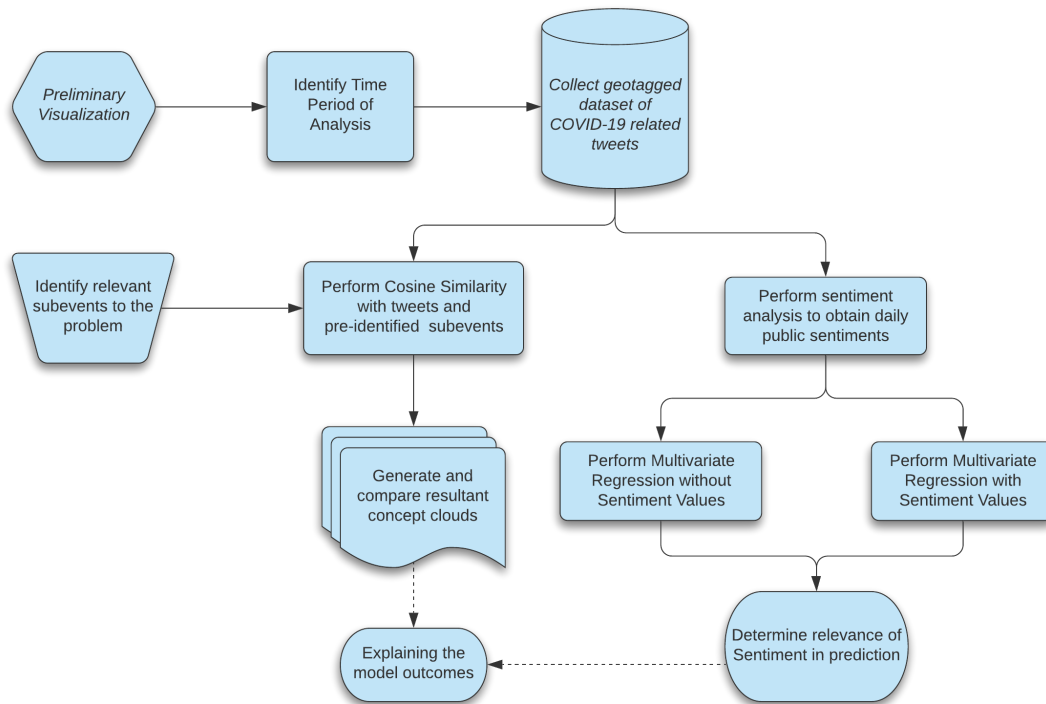 Preliminary
Visualization
Identify Time
Period of
Analysis
Collect geotagged
dataset of
COVID-19 related
tweets
Identify relevant
subevents to the
problem
Perform Cosine Similarity
with tweets and
pre-identified subevents
Perform sentiment
analysis to obtain daily
public sentiments
Generate and
compare resultant
concept clouds
Perform Multivariate
Regression without
Sentiment Values
Perform Multivariate
Regression with
Sentiment Values
Explaining the
model outcomes
Determine relevance of
Sentiment in prediction